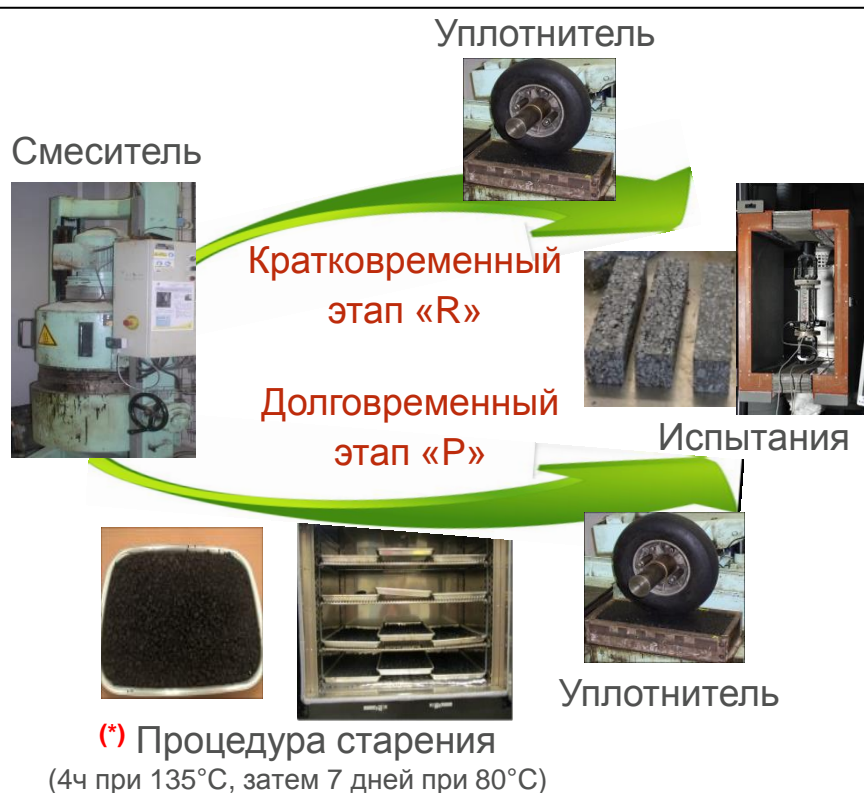 Уплотнитель
Смеситель
Кратковременный
этап «R»
Долговременный
этап «P»
Испытания
Уплотнитель
(*) Процедура старения
(4ч при 135°C, затем 7 дней при 80°C)